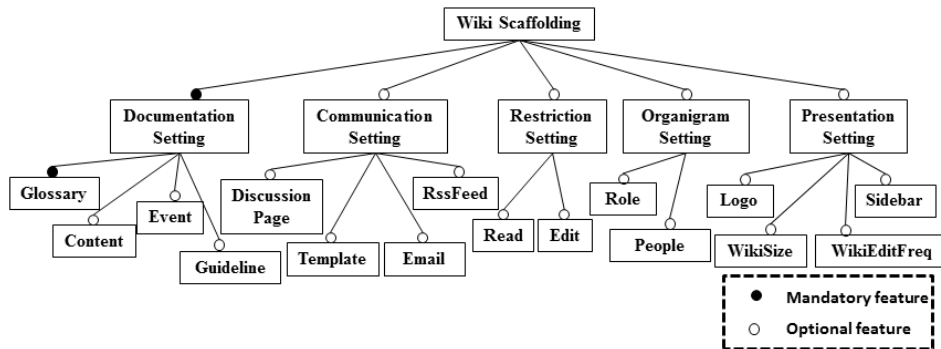 Wiki Scaffolding
Documentation
Setting
Communication
Setting
Restriction
Setting
Organigram
Setting
Presentation
Setting
Glossary
Content
Event
Guideline
Discussion
Page
Template
Email
RssFeed
Read
Edit
Role
People
Logo
WikiSize
WikiEditFreq
Sidebar
Mandatory feature
Optional feature